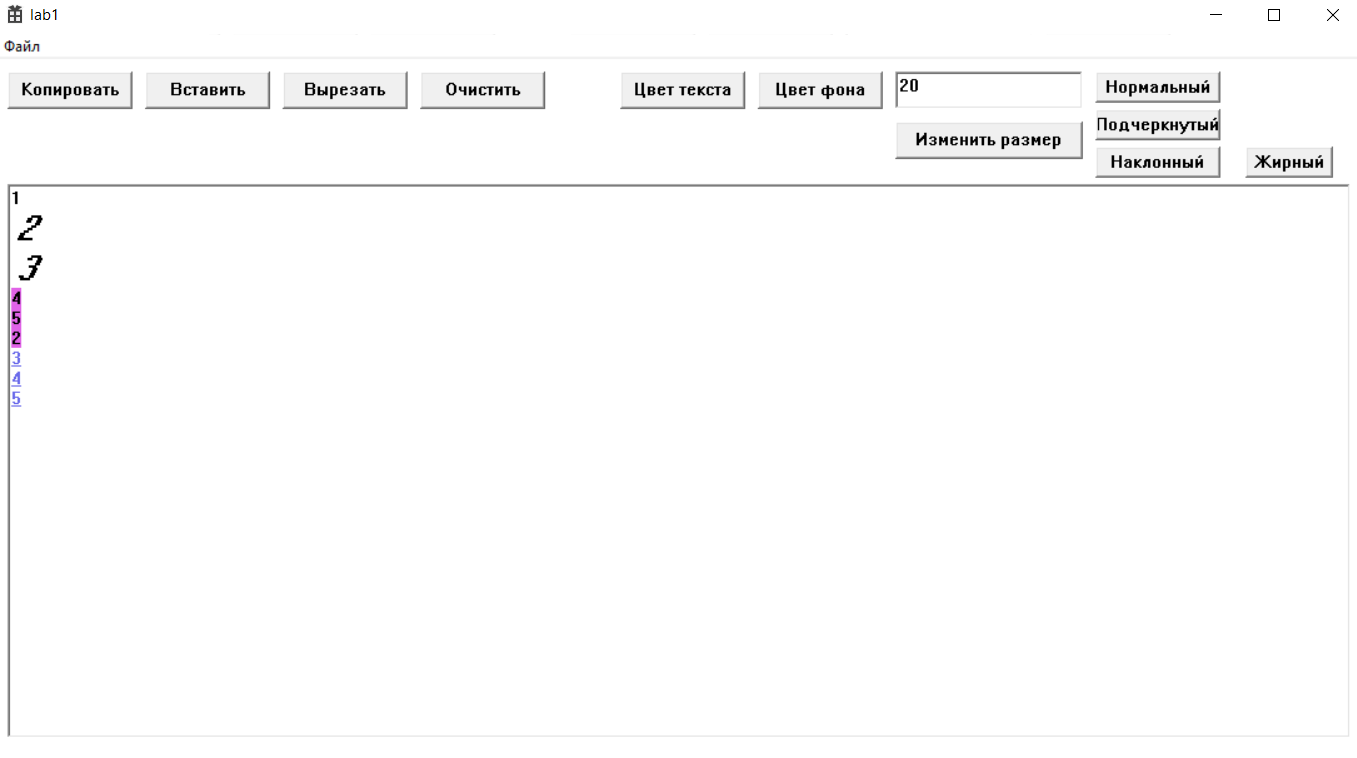 lab1
Файл
Копировать Вставить Вырезать Очистить Цвет текста Цвет фона 20 Нормальный
Подчеркнутый
Изменить размер
Наклонный Жирный
1
2
3
4
5
2
3
4
5